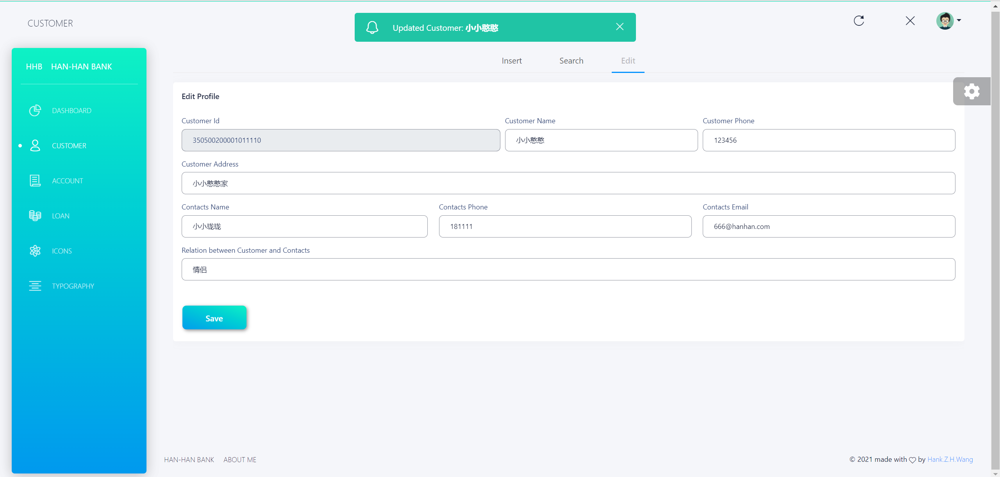 CUSTOMER
Updated Customer: 小小憨憨
HHB HAN-HAN BANK
DASHBOARD
CUSTOMER
ACCOUNT
LOAN
ICONS
TYPOGRAPHY
Insert Search Edit
Edit Profile
Customer Id Customer Name Customer Phone
350500200001011110 小小憨憨 123456
Customer Address
小小憨憨家
Contacts Name Contacts Phone Contacts Email
小小珑珑 181111 666@hanhan.com
Relation between Customer and Contacts
情侣
Save
HAN-HAN BANK ABOUT ME
© 2021 made with by Hank.Z.H.Wang